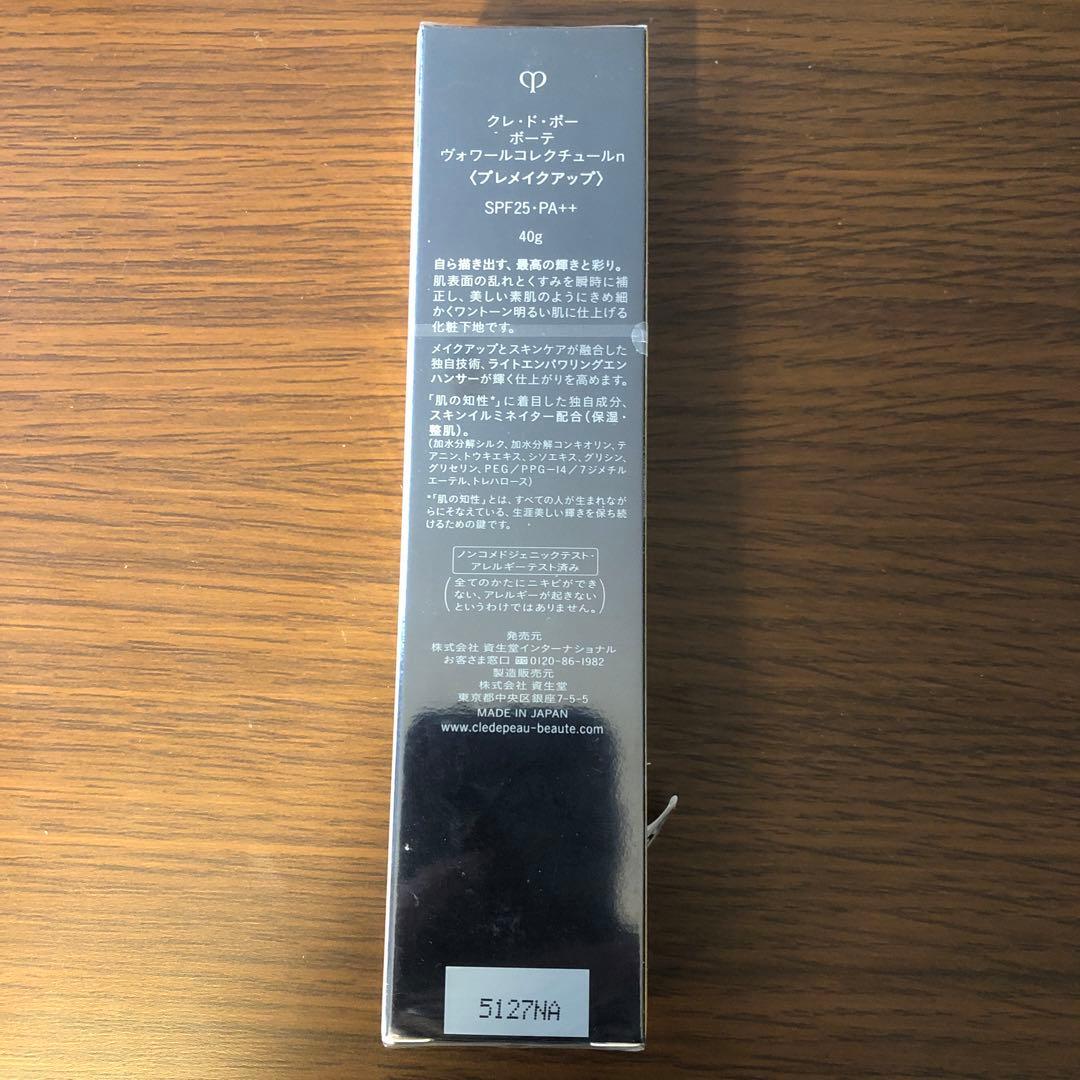 クレ・ド・ポー
ボーテ
ヴォワールコレクチュールn
〈プレメイクアップ〉
SPF25・PA++
40g
自ら描き出す、最高の輝きと彩り。
肌表面の乱れとくすみを瞬時に補
正し、美しい素肌のようにきめ細
かくワントーン明るい肌に仕上げる
化粧下地です。
メイクアップとスキンケアが融合した
独自技術、ライトエンパワリングエン
ハンサーが輝く仕上がりを高めます。
「肌の知性*」に着目した独自成分、
スキンイルミネイター配合(保湿・
整肌)。
(加水分解シルク、加水分解コンキオリン、テ
アニン、トウキエキス、シソエキス、グリシン、
グリセリン、PEG/PPG-14/7ジメチル
エーテル、トレハロース)
*「肌の知性」とは、すべての人が生まれなが
らにそなえている、生涯美しい輝きを保ち続
けるための鍵です。
ノンコメドジェニックテスト・
アレルギーテスト済み
(全てのかたにニキビができ
ない、アレルギーが起きない
というわけではありません。)
発売元
株式会社 資生堂インターナショナル
お客さま窓口 0120-86-1982
製造販売元
株式会社 資生堂
東京都中央区銀座7-5-5
MADE IN JAPAN
www.cledepeau-beaute.com
5127NA